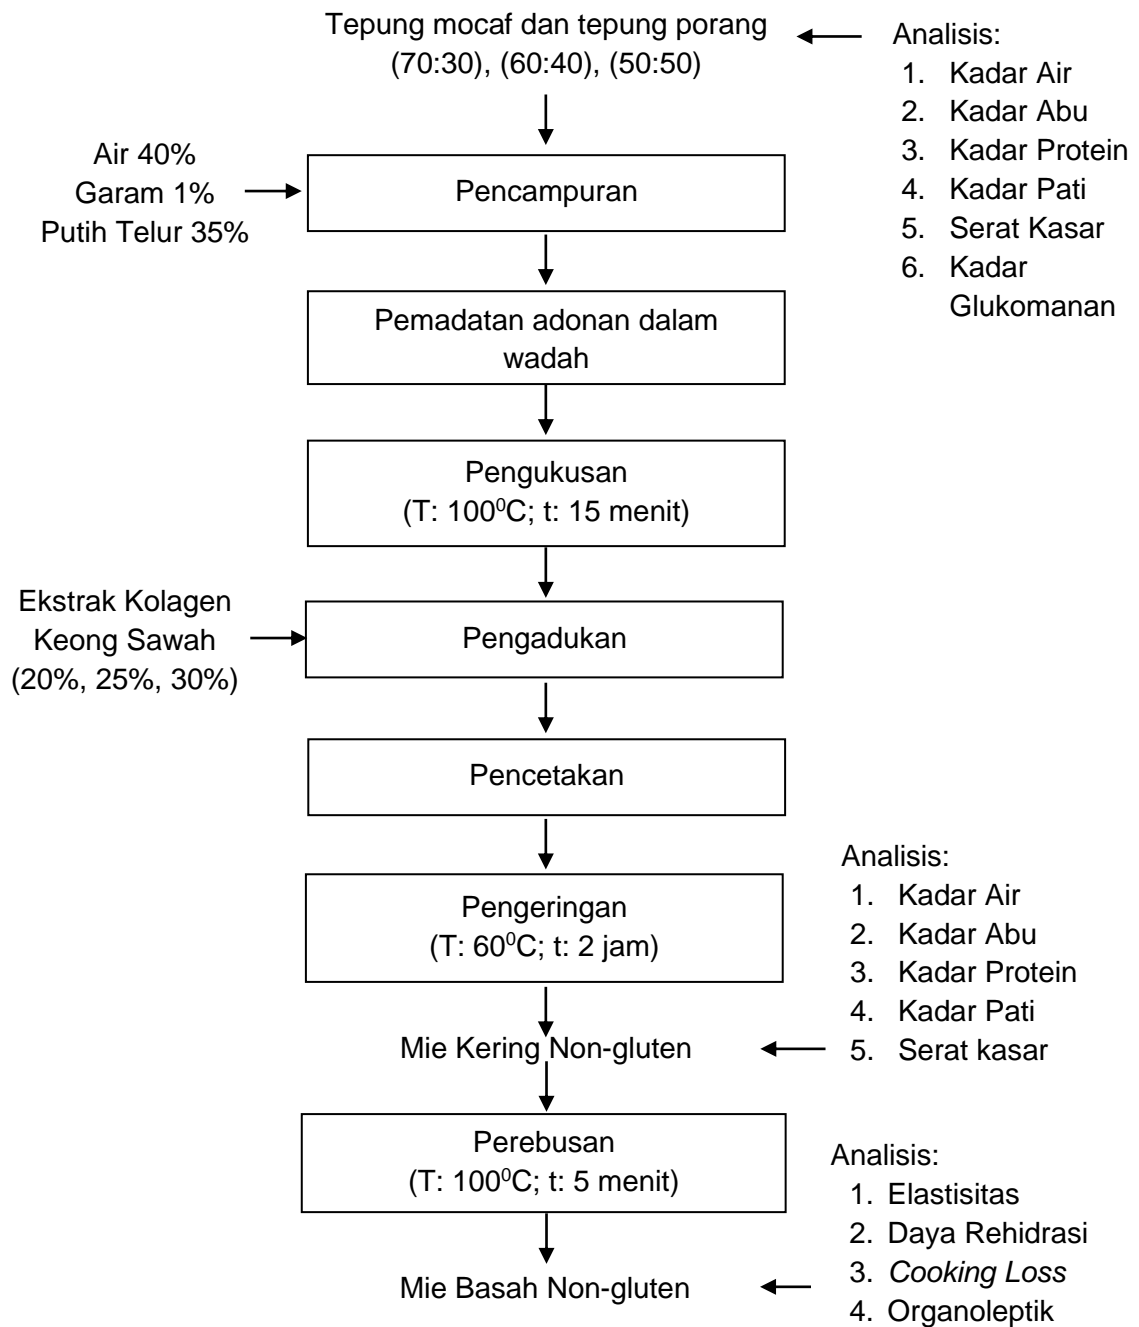 Tepung mocaf dan tepung porang
(70:30), (60:40), (50:50)
Analisis:
1. Kadar Air
2. Kadar Abu
3. Kadar Protein
4. Kadar Pati
5. Serat Kasar
6. Kadar
Glukomanan
Air 40%
Garam 1%
Putih Telur 35%
Pencampuran
Pemadatan adonan dalam
wadah
Pengukusan
(T: 100⁰C; t: 15 menit)
Ekstrak Kolagen
Keong Sawah
(20%, 25%, 30%)
Pengadukan
Pencetakan
Pengeringan
(T: 60⁰C; t: 2 jam)
Analisis:
1. Kadar Air
2. Kadar Abu
3. Kadar Protein
4. Kadar Pati
5. Serat kasar
Mie Kering Non-gluten
Perebusan
(T: 100⁰C; t: 5 menit)
Analisis:
1. Elastisitas
2. Daya Rehidrasi
3. Cooking Loss
4. Organoleptik
Mie Basah Non-gluten